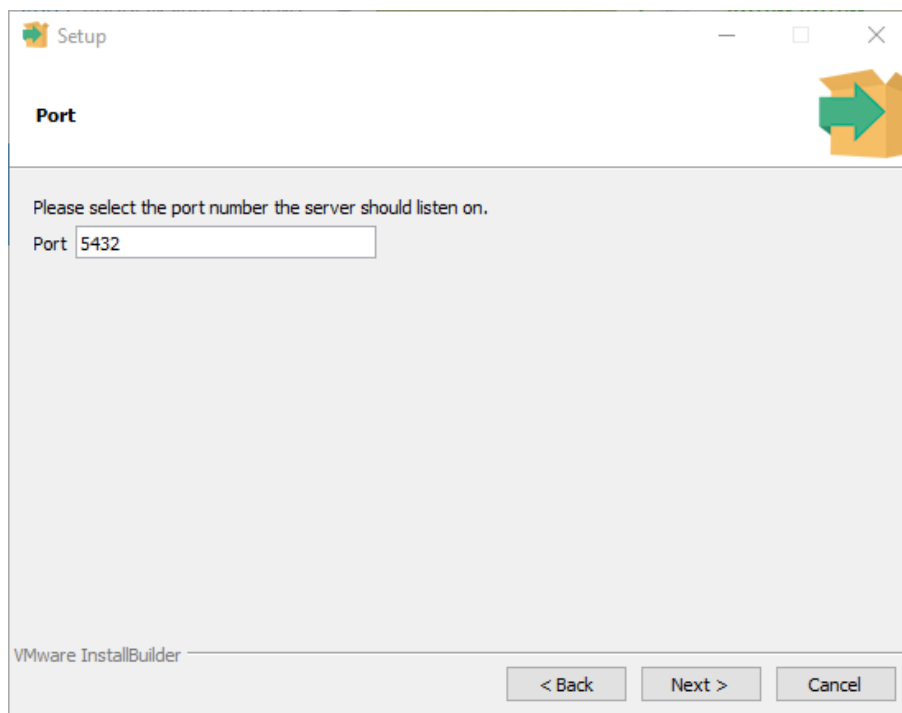 Setup
Port
Please select the port number the server should listen on.
Port 5432
VMware InstallBuilder
< Back Next > Cancel